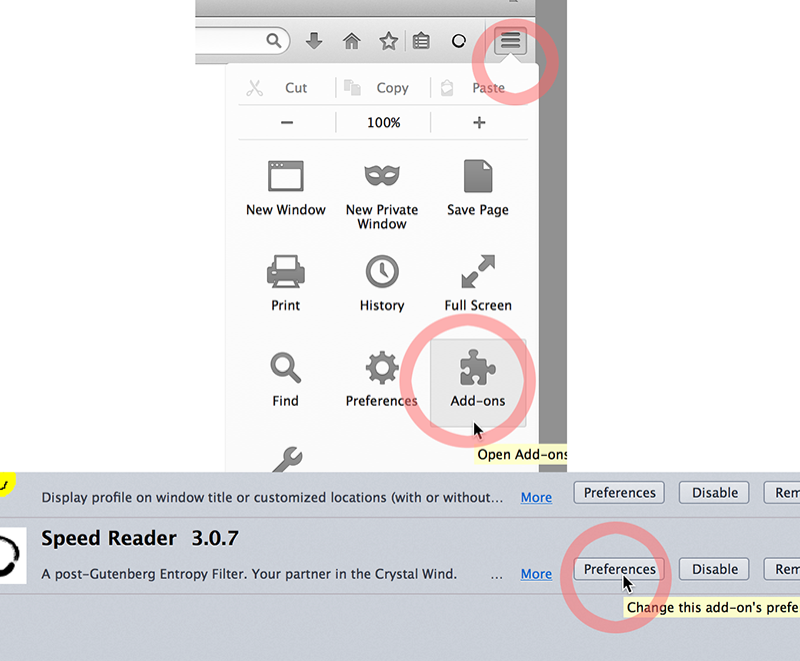 Cut Copy Paste
− 100% +
New Window
New Private
Window
Save Page
Print
History
Full Screen
Find
Preferences
Add-ons
Open Add-ons
Display profile on window title or customized locations (with or without... More Preferences Disable Rem
Speed Reader 3.0.7
A post-Gutenberg Entropy Filter. Your partner in the Crystal Wind. ... More Preferences Disable Rem
Change this add-on's prefe